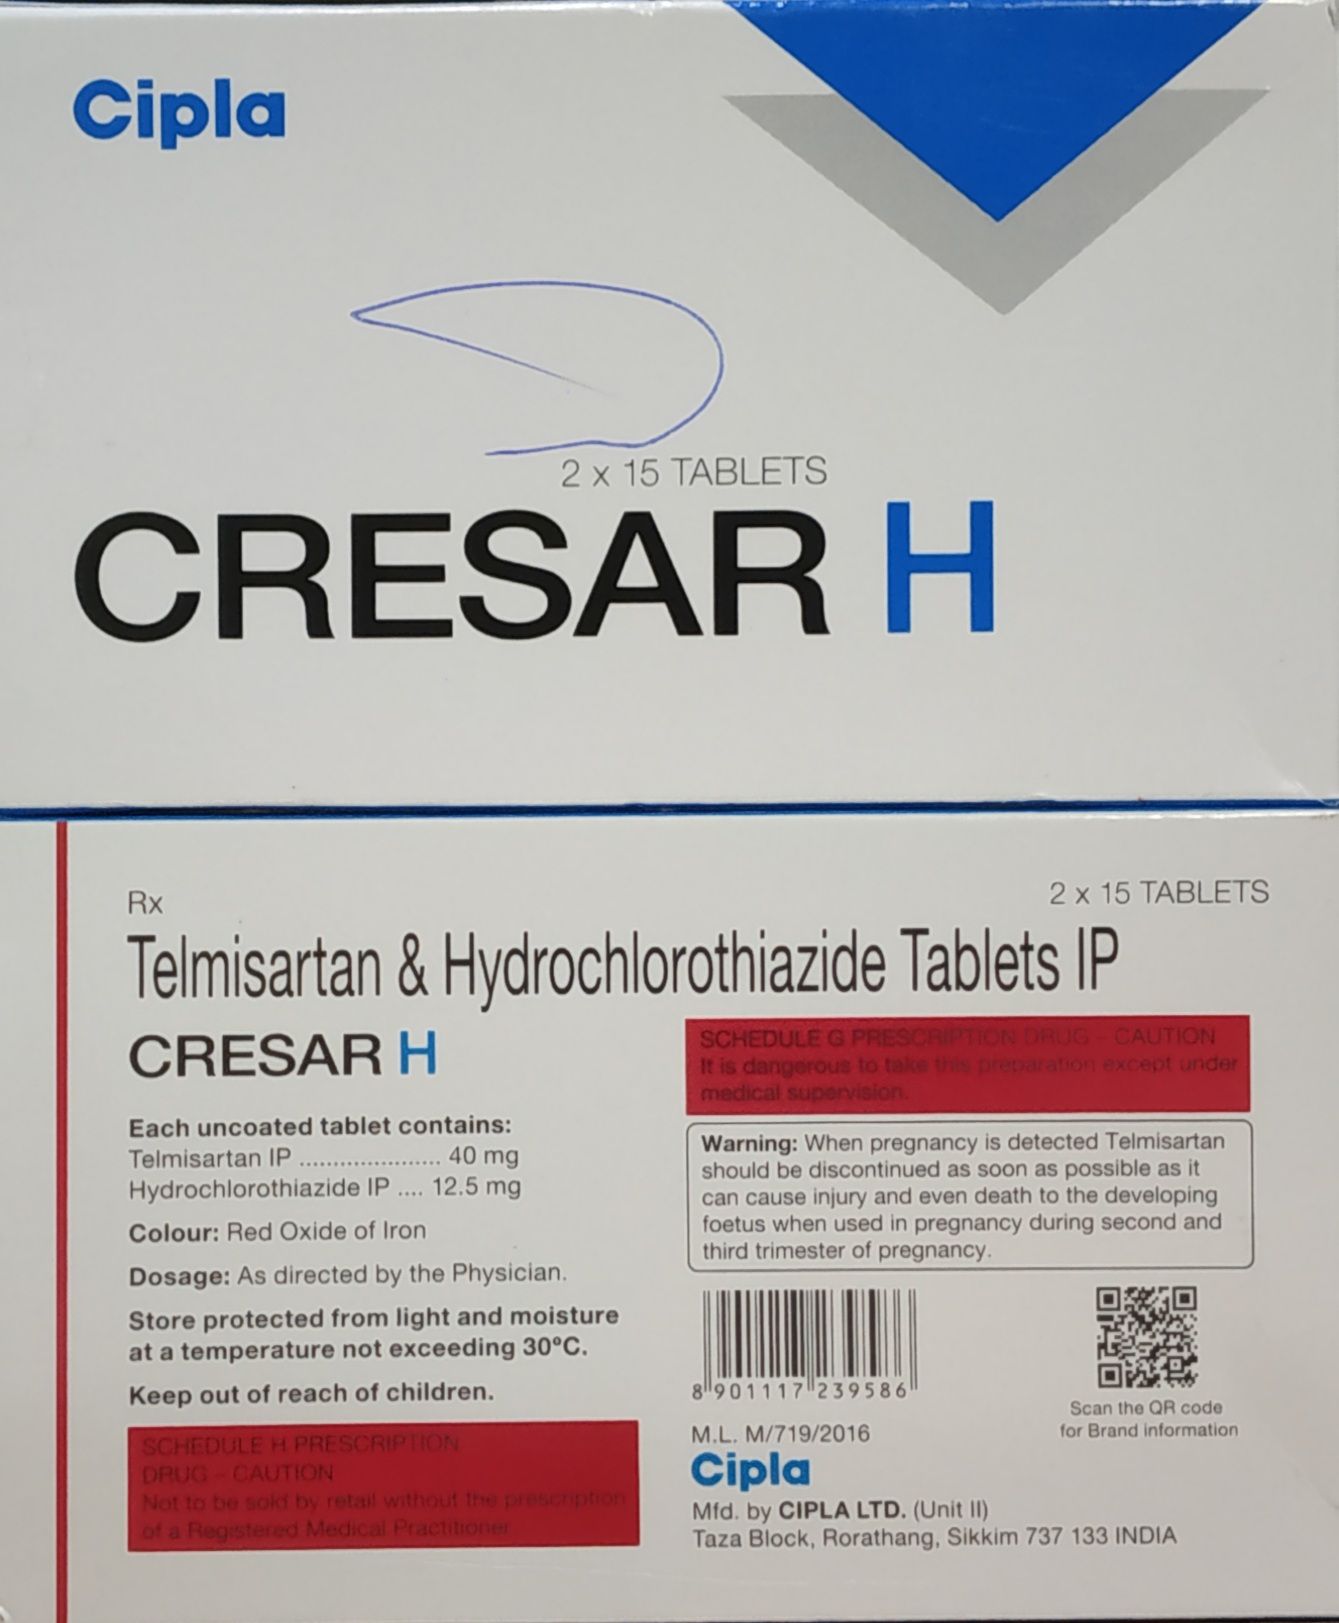 Cipla
2 x 15 TABLETS
CRESAR H
Rx
2 x 15 TABLETS
Telmisartan & Hydrochlorothiazide Tablets IP
CRESAR H
Each uncoated tablet contains:
Telmisartan IP ..................... 40 mg
Hydrochlorothiazide IP .... 12.5 mg
Colour: Red Oxide of Iron
Dosage: As directed by the Physician.
Store protected from light and moisture
at a temperature not exceeding 30°C.
Keep out of reach of children.
SCHEDULE H PRESCRIPTION
DRUG - CAUTION
Not to be sold by retail without the prescription
of a Registered Medical Practitioner
SCHEDULE G PRESCRIPTION DRUG - CAUTION
It is dangerous to take this preparation except under
medical supervision.
Warning: When pregnancy is detected Telmisartan
should be discontinued as soon as possible as it
can cause injury and even death to the developing
foetus when used in pregnancy during second and
third trimester of pregnancy.
8 901117 239586
Scan the QR code
for Brand information
M.L. M/719/2016
Cipla
Mfd. by CIPLA LTD. (Unit II)
Taza Block, Rorathang, Sikkim 737 133 INDIA